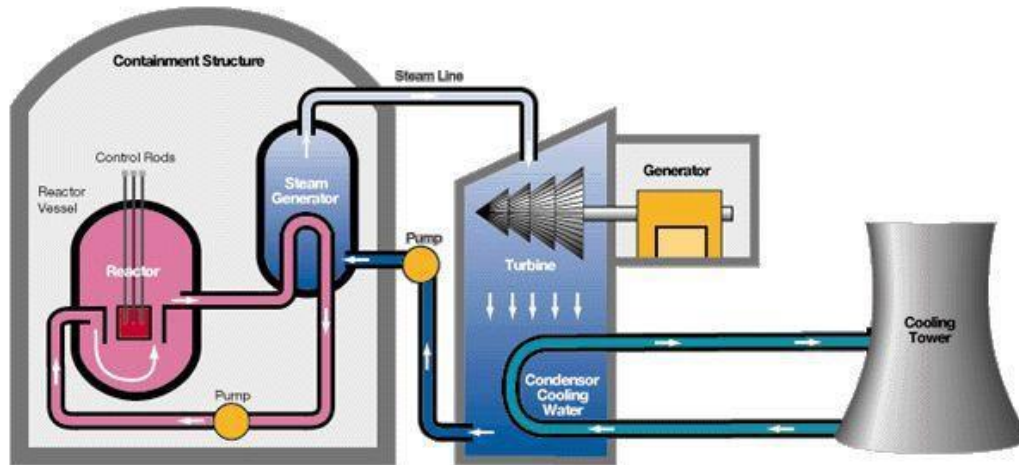 Containment Structure
Steam Line
Control Rods
Reactor
Vessel
Steam
Generator
Generator
Pump
Reactor
Turbine
Cooling
Tower
Condensor
Cooling
Water
Pump